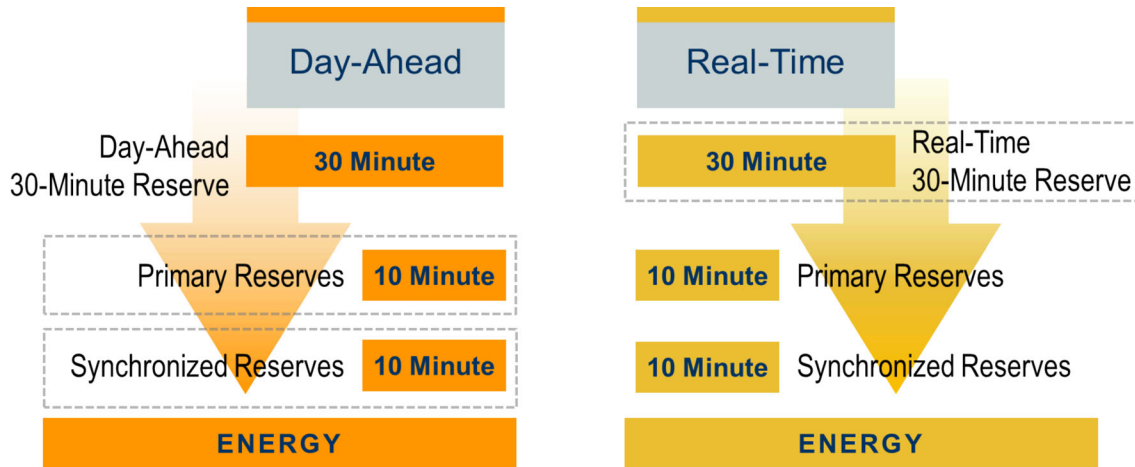 Day-Ahead
Day-Ahead
30-Minute Reserve
30 Minute
Primary Reserves
10 Minute
Synchronized Reserves
10 Minute
ENERGY
Real-Time
30 Minute
Real-Time
30-Minute Reserve
10 Minute
Primary Reserves
10 Minute
Synchronized Reserves
ENERGY